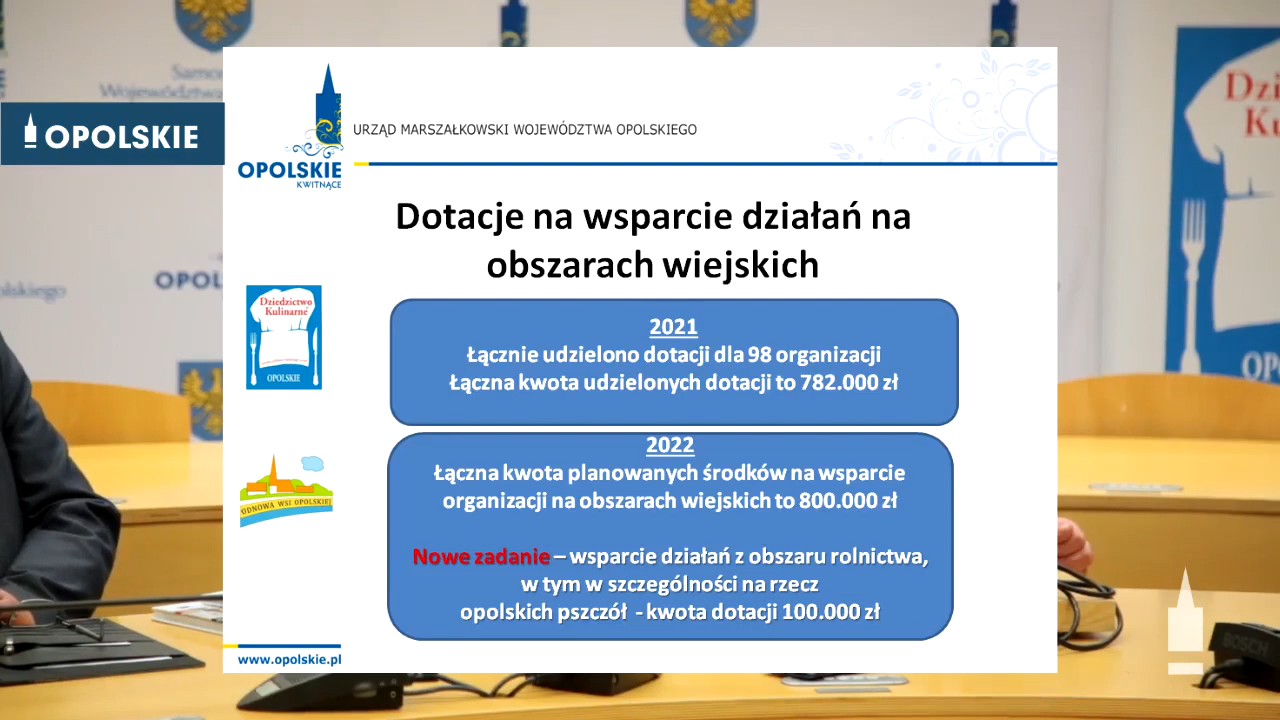 Samo
Województwa
OPOLSKIE
URZĄD MARSZAŁKOWSKI WOJEWÓDZTWA OPOLSKIEGO
OPOLSKIE
KWITNĄCE
Dotacje na wsparcie działań na
obszarach wiejskich
Dziedzictwo
Kulinarne
OPOLSKIE
2021
Łącznie udzielono dotacji dla 98 organizacji
Łączna kwota udzielonych dotacji to 782.000 zł
2022
Łączna kwota planowanych środków na wsparcie
organizacji na obszarach wiejskich to 800.000 zł
ODNOWA WSI OPOLSKIEJ
Nowe zadanie – wsparcie działań z obszaru rolnictwa,
w tym w szczególności na rzecz
opolskich pszczół - kwota dotacji 100.000 zł
www.opolskie.pl
BOSCH